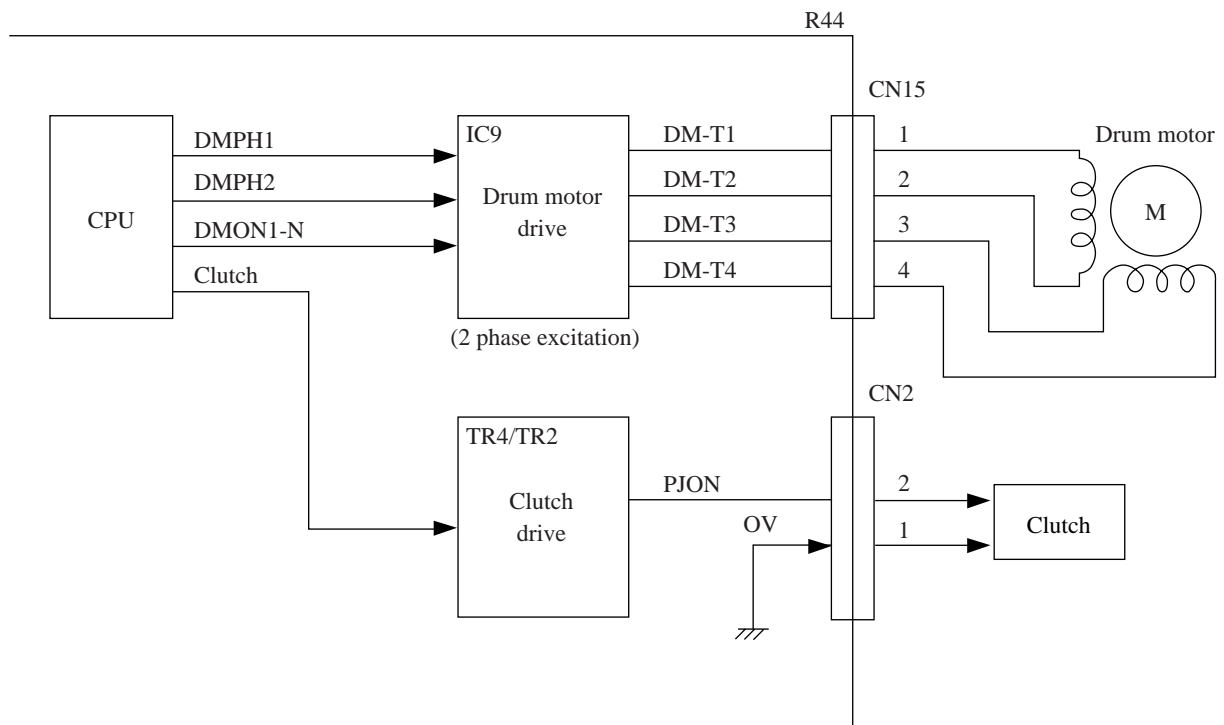 R44
CN15
CPU
DMPH1
DMPH2
DMON1-N
Clutch
IC9
Drum motor
drive
(2 phase excitation)
DM-T1
DM-T2
DM-T3
DM-T4
1
2
3
4
Drum motor
M
CN2
TR4/TR2
Clutch
drive
PJON
OV
2
1
Clutch